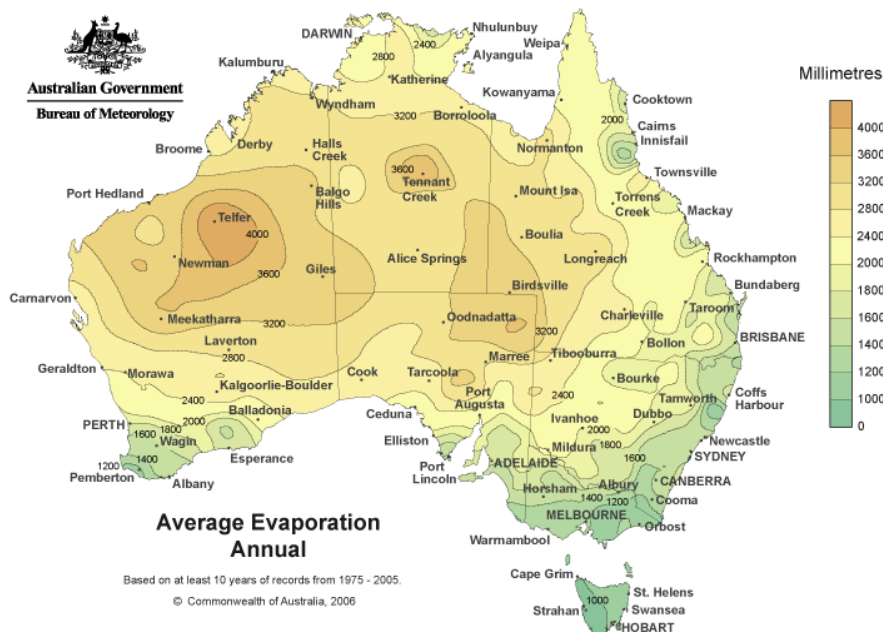 Australian Government
Bureau of Meteorology
DARWIN
Nhulunbuy
2400
Weipa
Alyangula
2800
Katherine
Kalumburu
Kowanyama
Wyndham
3200
Borroloola
Cooktown
2000
Cairns
Innisfail
Broome
Derby
Halls
Creek
Normanton
3600
Tennant
Creek
Townsville
Balgo
Hills
Mount Isa
Torrens
Creek
Port Hedland
Telfer
4000
Mackay
Boulia
Newman
3600
Giles
Alice Springs
Longreach
Rockhampton
Birdsville
Bundaberg
Carnarvon
Meekatharra
3200
Oodnadatta
3200
Charleville
Taroom
Laverton
2800
Marree
Tibooburra
Bollon
BRISBANE
Geraldton
Morawa
Kalgoorlie-Boulder
Cook
Tarcoola
Bourke
2400
2400
Port
Augusta
Tamworth
Coffs
Harbour
PERTH
1600
1800
2000
Balladonia
Ceduna
Ivanhoe
2000
Dubbo
Wagin
Elliston
Mildura
1800
Newcastle
SYDNEY
1200
1400
Pemberton
Albany
Esperance
Port
Lincoln
ADELAIDE
1600
Horsham
1400
Albury
1200
CANBERRA
Cooma
MELBOURNE
Orbost
Warrnambool
Cape Grim
St. Helens
1000
Strahan
Swansea
HOBART
Millimetres
4000
3600
3200
2800
2400
2000
1800
1600
1400
1200
1000
0
Average Evaporation
Annual
Based on at least 10 years of records from 1975 - 2005.
© Commonwealth of Australia, 2006